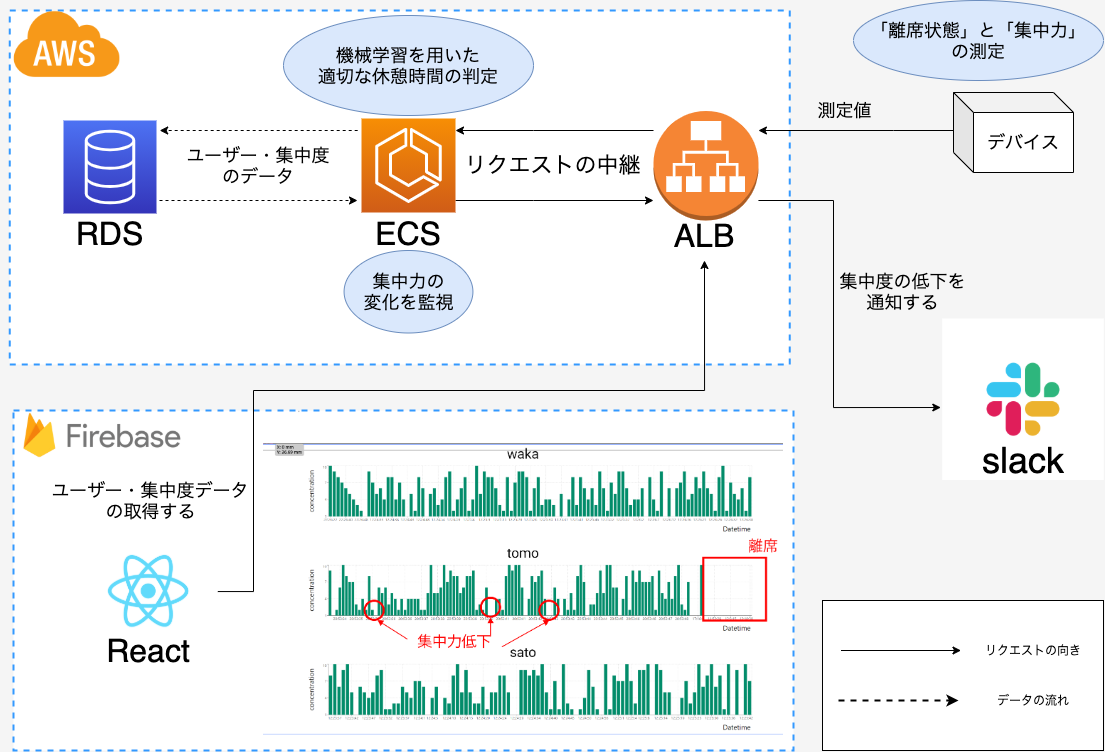 AWS
機械学習を用いた
適切な休憩時間の判定
「離席状態」と「集中力」
の測定
測定値
デバイス
ユーザー・集中度
のデータ
リクエストの中継
RDS
ECS
ALB
集中力の
変化を監視
集中度の低下を
通知する
slack
Firebase
ユーザー・集中度データ
の取得する
React
waka
concentration
Datetime
tomo
離席
concentration
集中力低下
Datetime
sato
concentration
Datetime
リクエストの向き
データの流れ